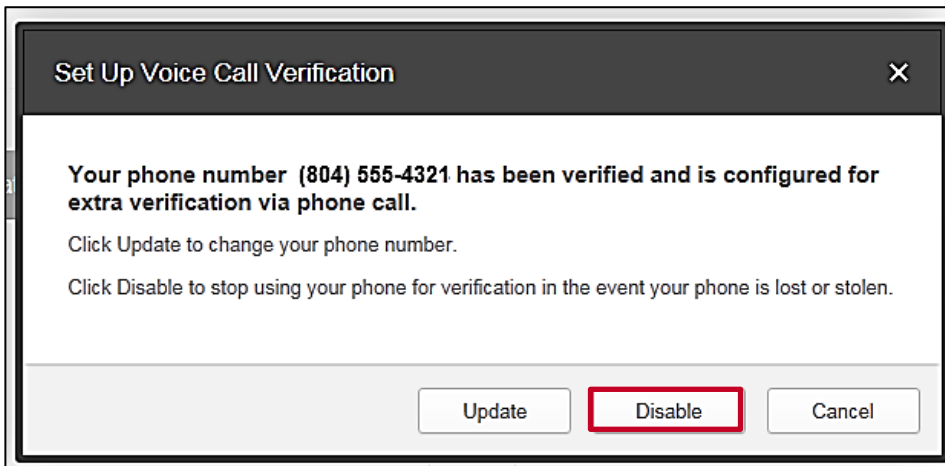 Set Up Voice Call Verification
Your phone number (804) 555-4321 has been verified and is configured for
extra verification via phone call.
Click Update to change your phone number.
Click Disable to stop using your phone for verification in the event your phone is lost or stolen.
Update Disable Cancel